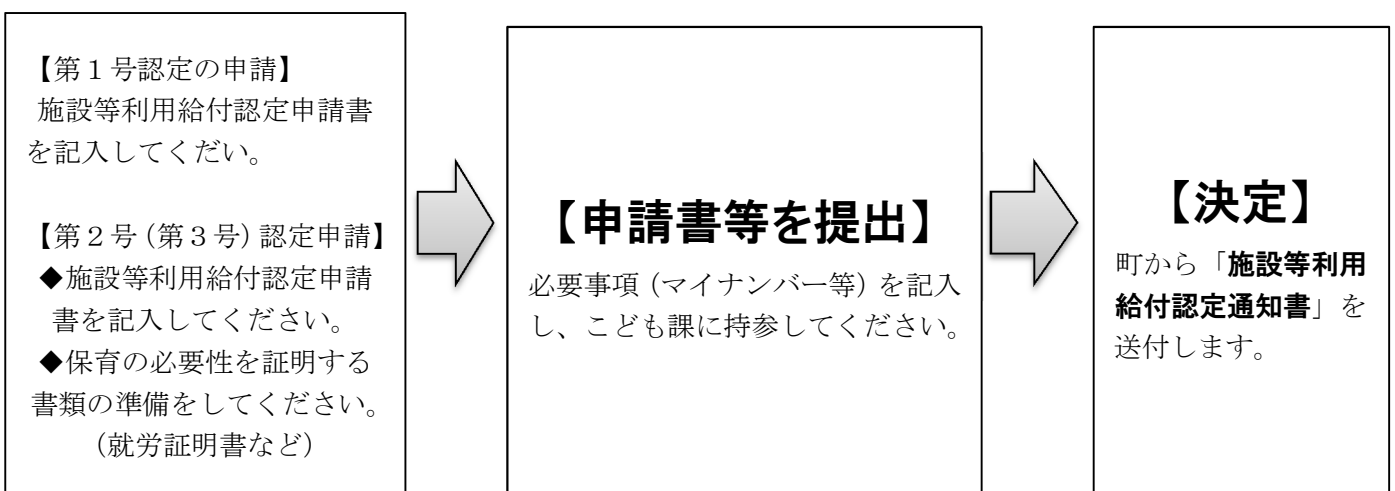 【第１号認定の申請】
施設等利用給付認定申請書
を記入してくだい。
【第２号（第３号）認定申請】
◆施設等利用給付認定申請
書を記入してください。
◆保育の必要性を証明する
書類の準備をしてください。
（就労証明書など）
【申請書等を提出】
必要事項（マイナンバー等）を記入
し、こども課に持参してください。
【決定】
町から「施設等利用
給付認定通知書」を
送付します。